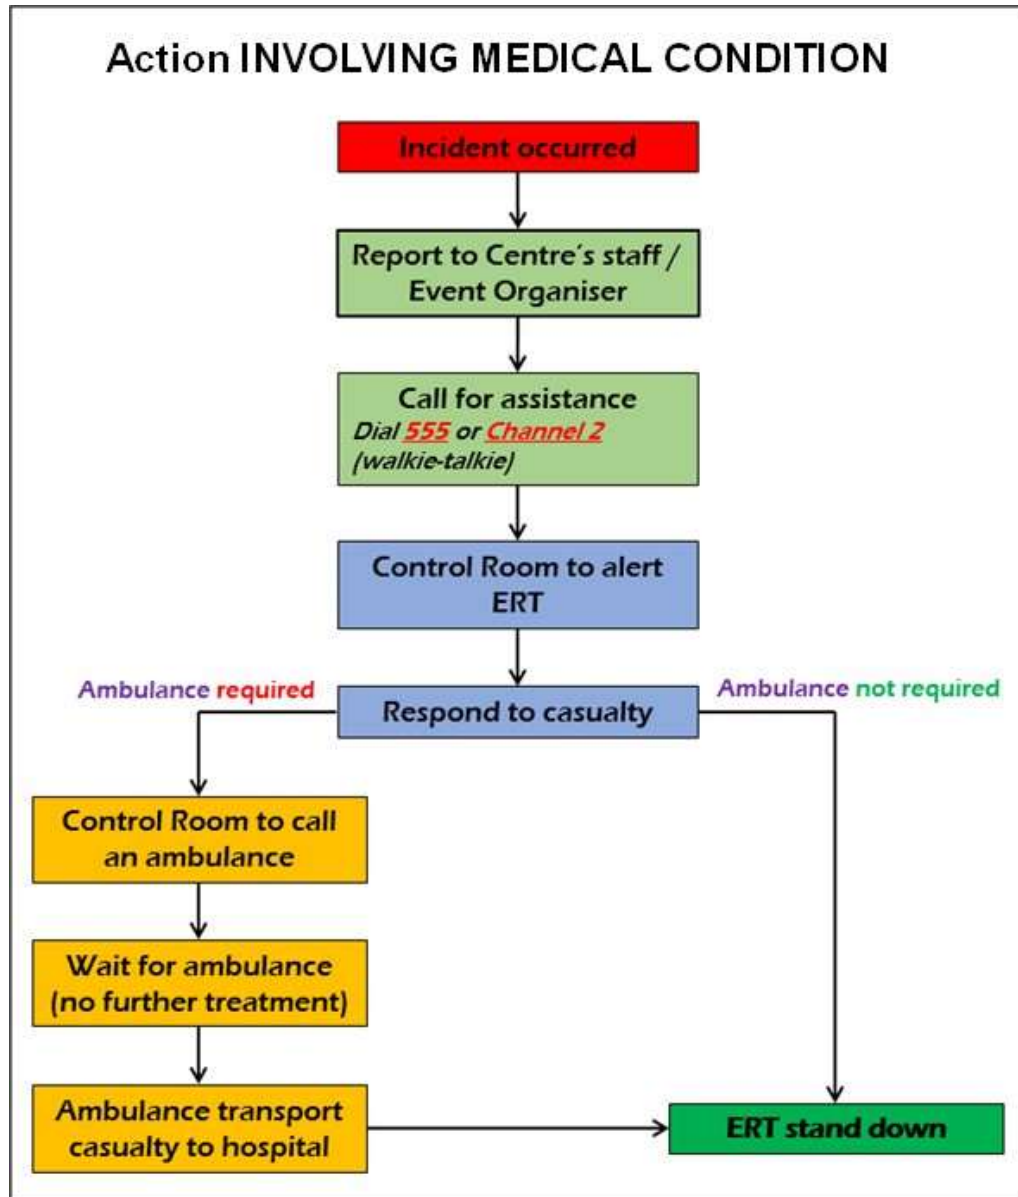 Action INVOLVING MEDICAL CONDITION
Incident occurred
Report to Centre's staff /
Event Organiser
Call for assistance
Dial 555 or Channel 2
(walkie-talkie)
Control Room to alert
ERT
Ambulance required
Respond to casualty
Ambulance not required
Control Room to call
an ambulance
Wait for ambulance
(no further treatment)
Ambulance transport
casualty to hospital
ERT stand down